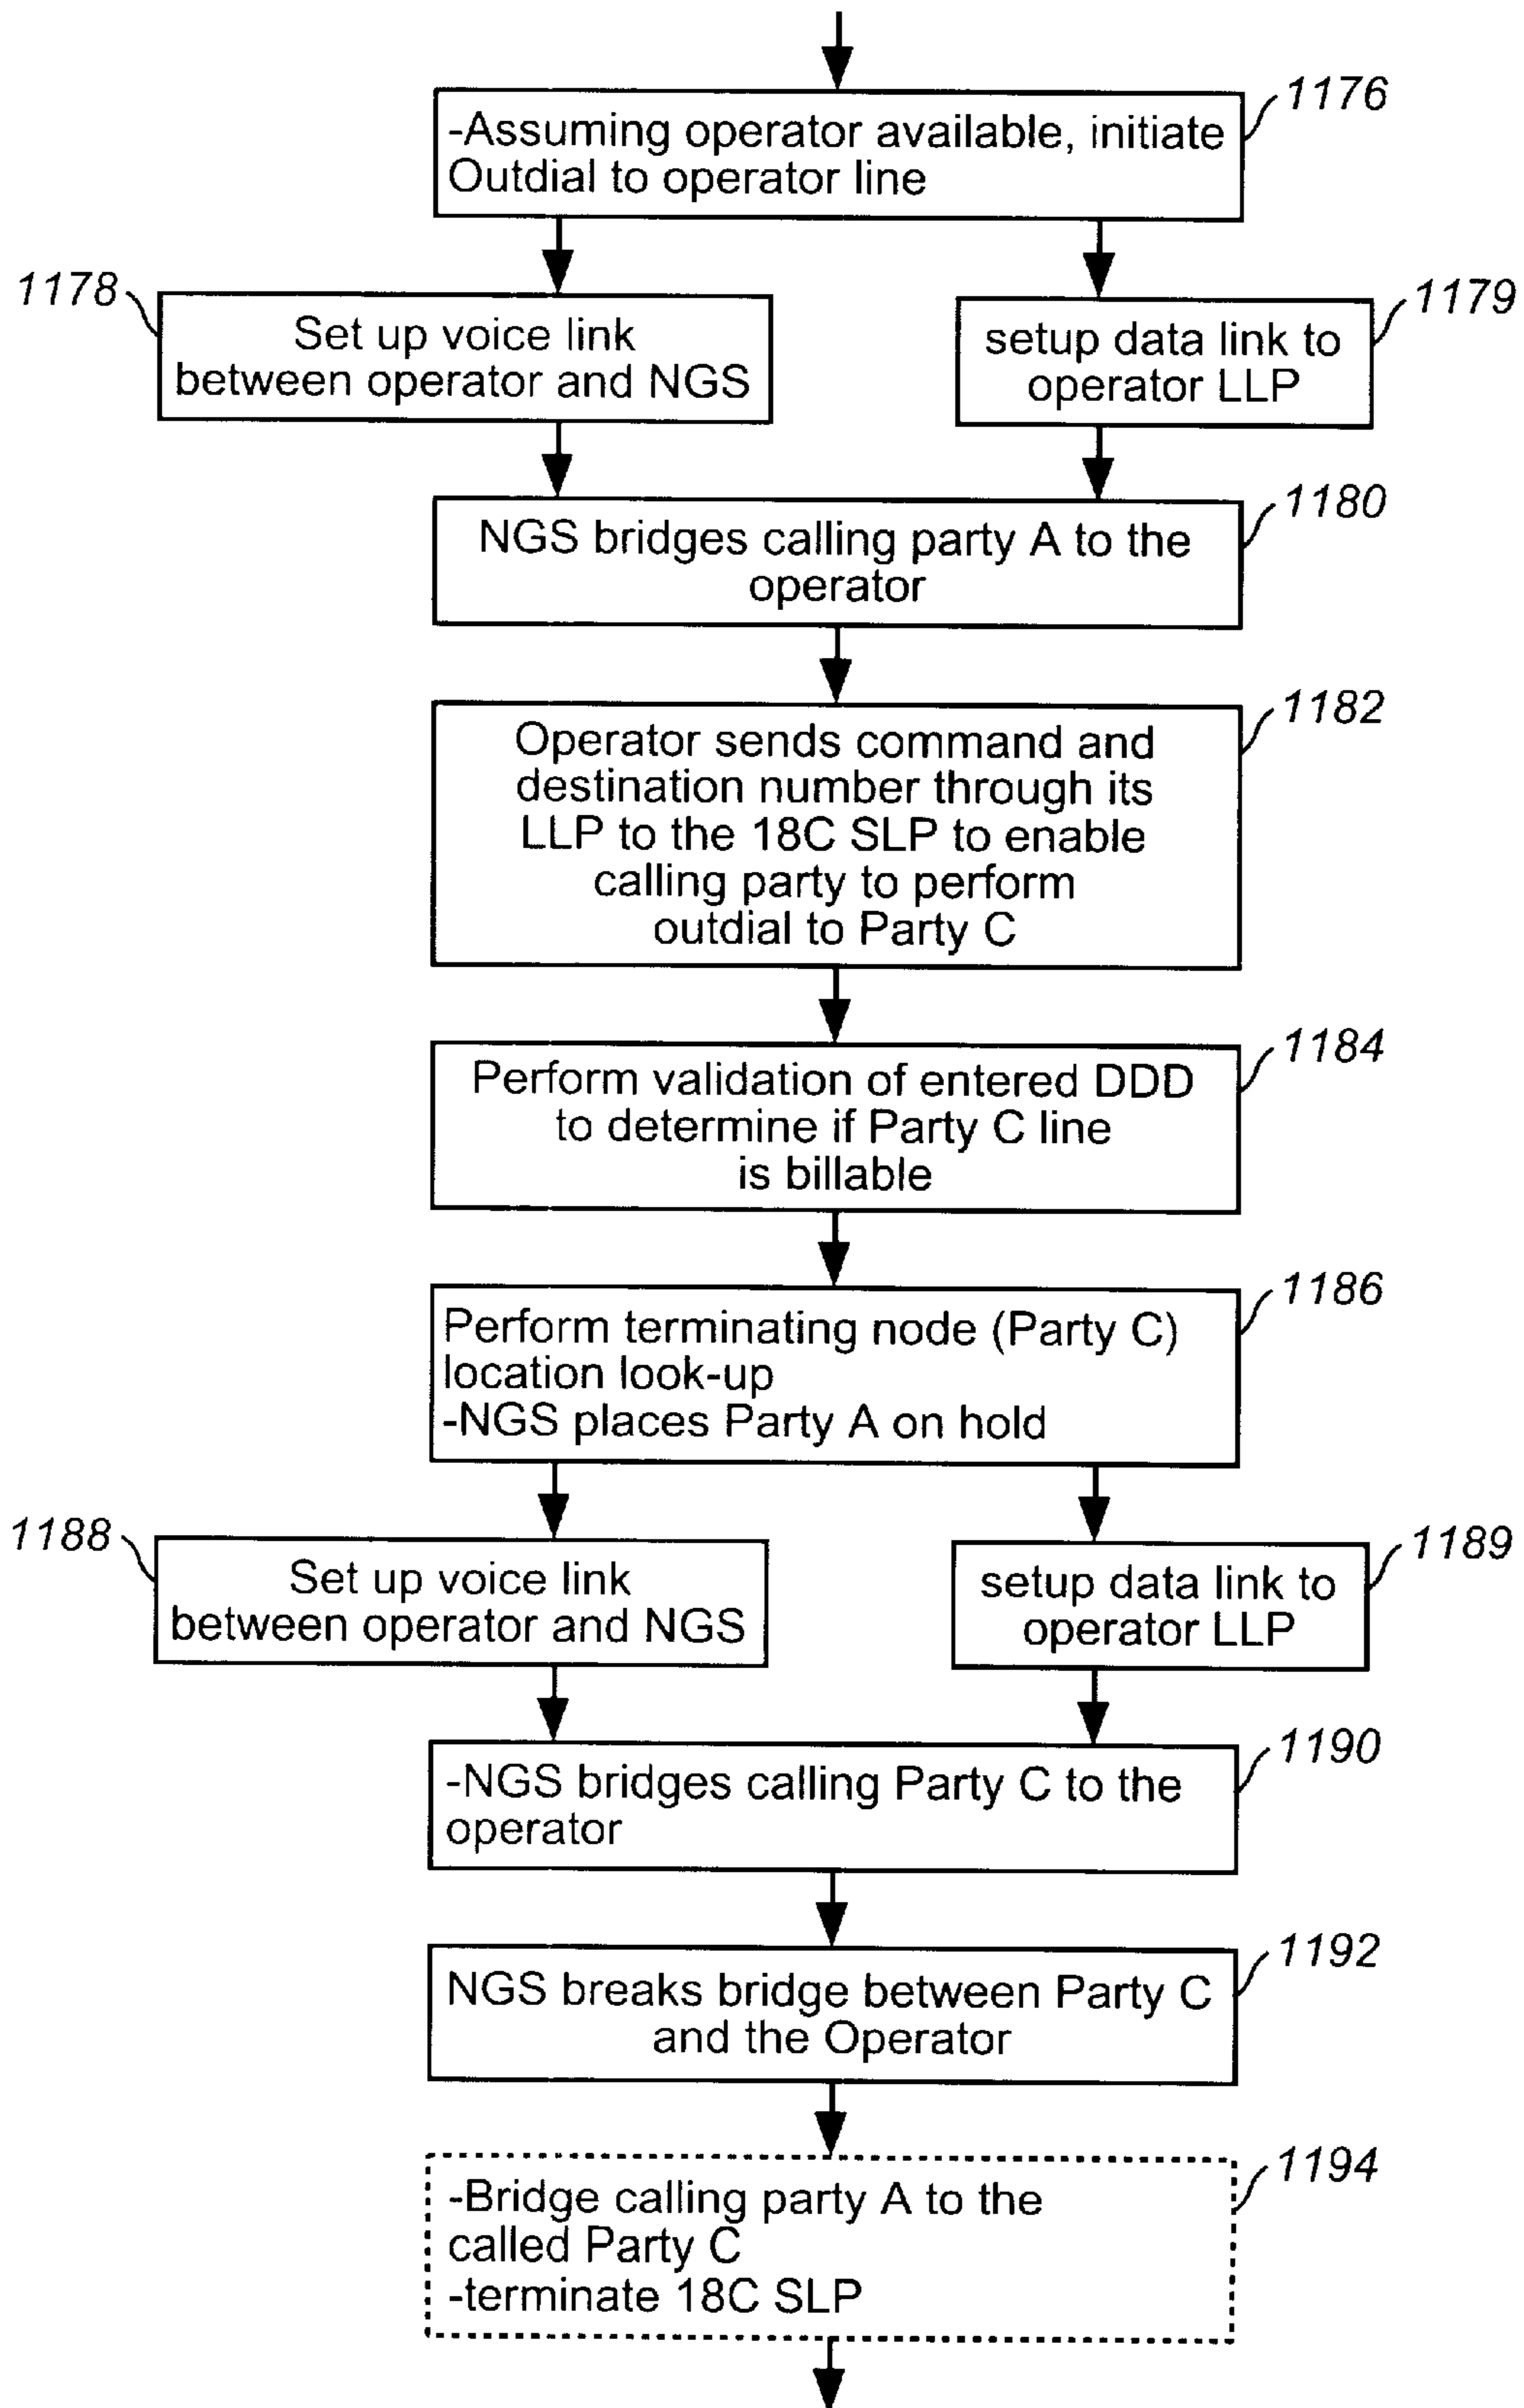 1176
-Assuming operator available, initiate
Outdial to operator line
1178
Set up voice link
between operator and NGS
1179
setup data link to
operator LLP
1180
NGS bridges calling party A to the
operator
1182
Operator sends command and
destination number through its
LLP to the 18C SLP to enable
calling party to perform
outdial to Party C
1184
Perform validation of entered DDD
to determine if Party C line
is billable
1186
Perform terminating node (Party C)
location look-up
-NGS places Party A on hold
1188
Set up voice link
between operator and NGS
1189
setup data link to
operator LLP
1190
-NGS bridges calling Party C to the
operator
1192
NGS breaks bridge between Party C
and the Operator
1194
-Bridge calling party A to the
called Party C
-terminate 18C SLP